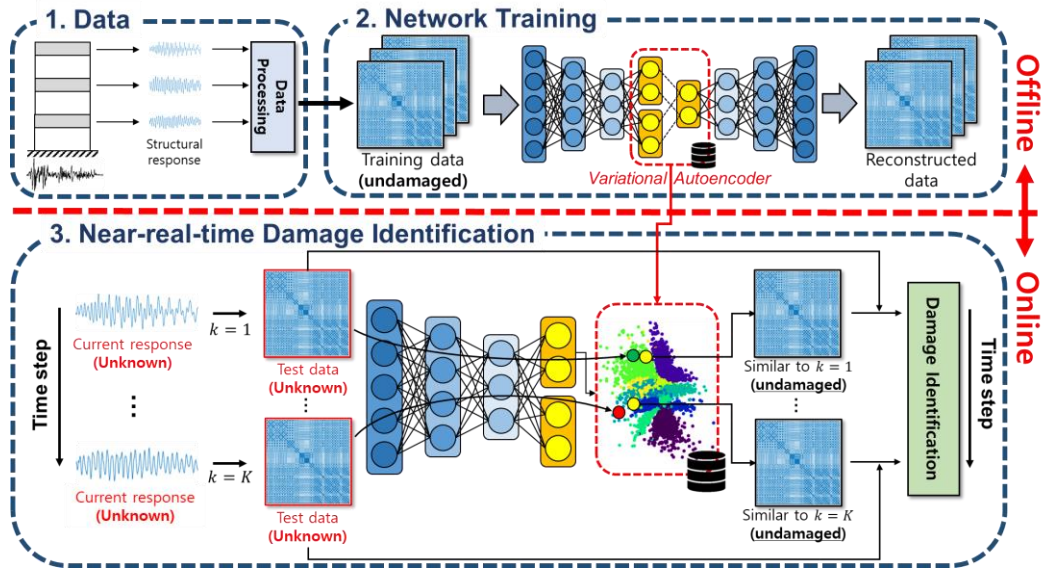 1. Data
Structural
response
Data
Processing
2. Network Training
Training data
(undamaged)
Variational Autoencoder
Reconstructed
data
Offline
Online
3. Near-real-time Damage Identification
Time step
Current response
(Unknown)
k = 1
Test data
(Unknown)
⋮
Current response
(Unknown)
k = K
Test data
(Unknown)
Similar to k = 1
(undamaged)
⋮
Similar to k = K
(undamaged)
Damage Identification
Time step